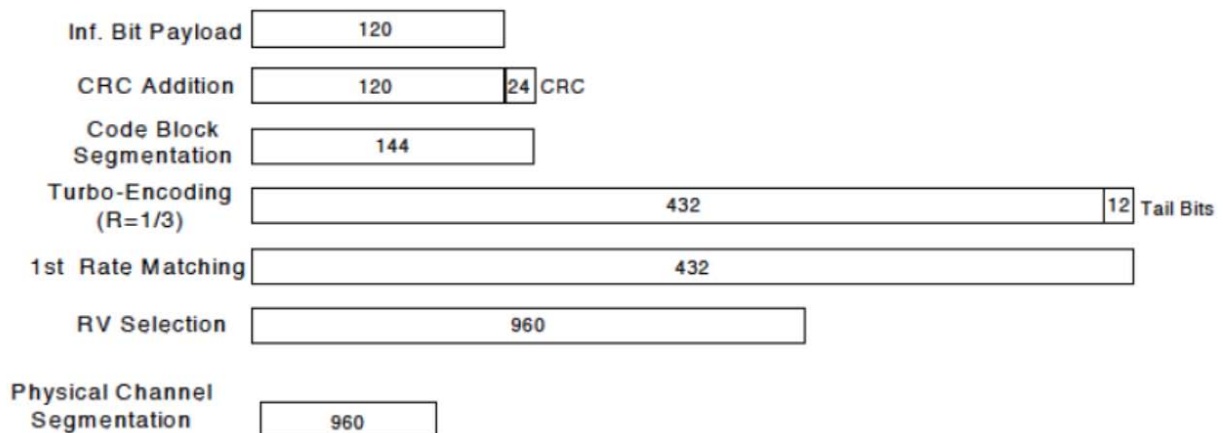 Inf. Bit Payload 120
CRC Addition 120 24 CRC
Code Block
Segmentation 144
Turbo-Encoding
(R=1/3) 432 12 Tail Bits
1st Rate Matching 432
RV Selection 960
Physical Channel
Segmentation 960